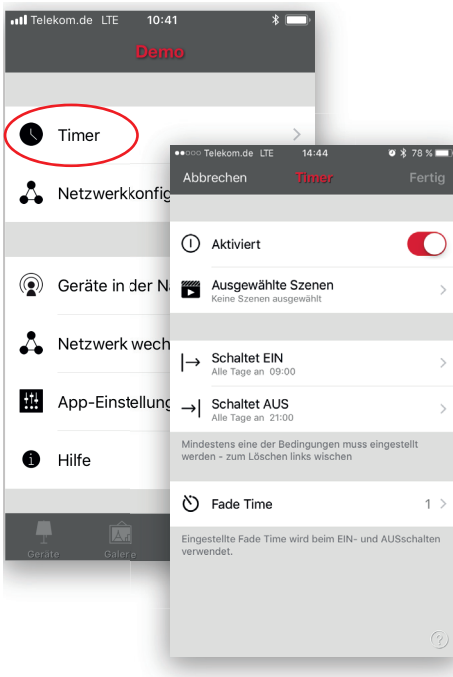 Telekom.de LTE 10:41
Demo
Timer
Netzwerkkonfig
Geräte in der N
Netzwerk wech
App-Einstellung
Hilfe
Geräte Galerie
Telekom.de LTE 14:44 78 %
Abbrechen Timer Fertig
Aktiviert
Ausgewählte Szenen
Keine Szenen ausgewählt
Schaltet EIN
Alle Tage an 09:00
Schaltet AUS
Alle Tage an 21:00
Mindestens eine der Bedingungen muss eingestellt
werden - zum Löschen links wischen
Fade Time 1
Eingestellte Fade Time wird beim EIN- und AUSschalten
verwendet.